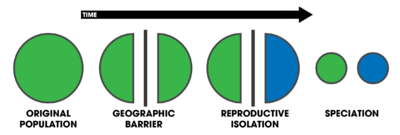 TIME
ORIGINAL
POPULATION
GEOGRAPHIC
BARRIER
REPRODUCTIVE
ISOLATION
SPECIATION